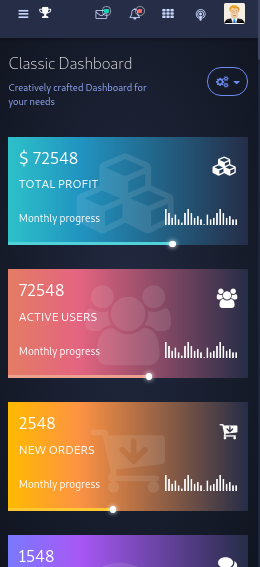 Classic Dashboard
Creatively crafted Dashboard for
your needs
$ 72548
TOTAL PROFIT
Monthly progress
72548
ACTIVE USERS
Monthly progress
2548
NEW ORDERS
Monthly progress
1548